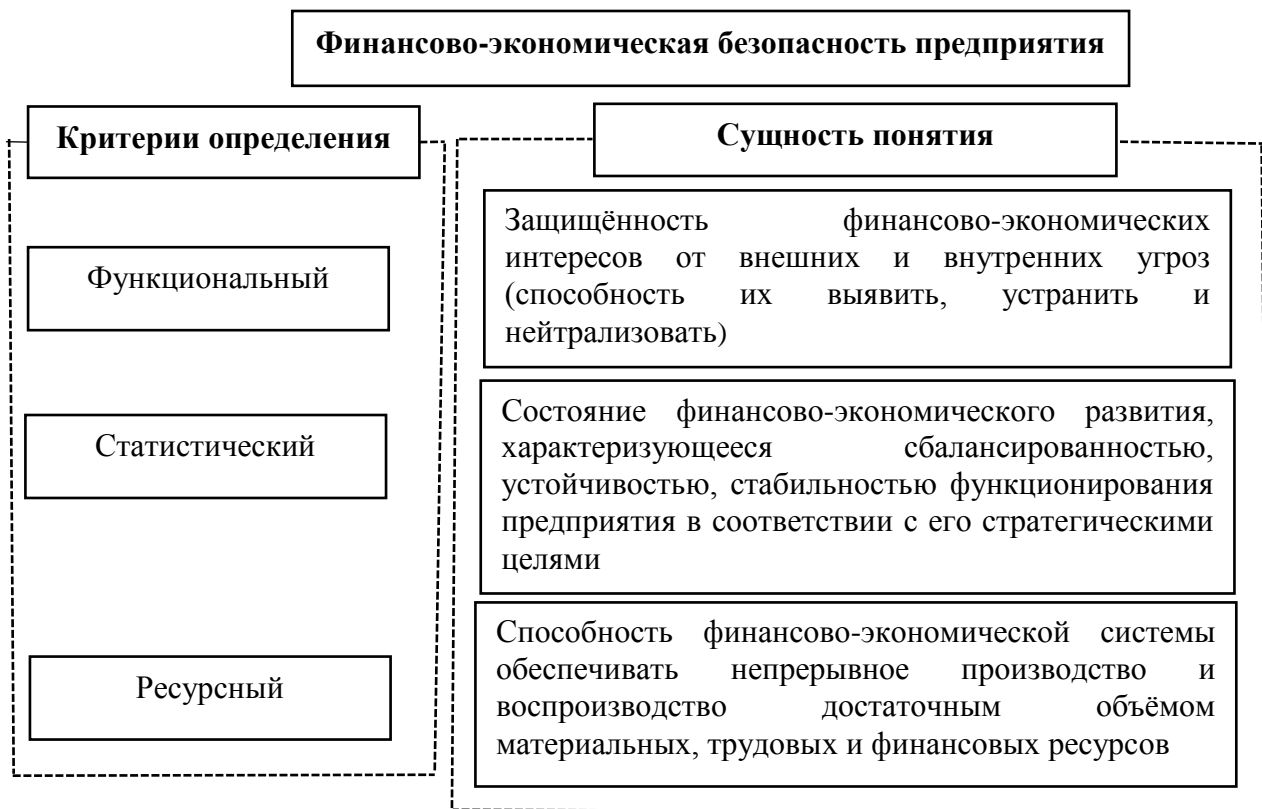 Финансово-экономическая безопасность предприятия
Критерии определения
Сущность понятия
Функциональный
Защищённость финансово-экономических
интересов от внешних и внутренних угроз
(способность их выявить, устранить и
нейтрализовать)
Статистический
Состояние финансово-экономического развития,
характеризующееся сбалансированностью,
устойчивостью, стабильностью функционирования
предприятия в соответствии с его стратегическими
целями
Ресурсный
Способность финансово-экономической системы
обеспечивать непрерывное производство и
воспроизводство достаточным объёмом
материальных, трудовых и финансовых ресурсов